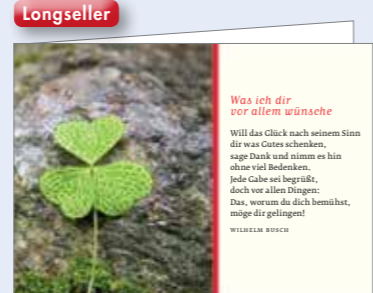 Longseller
Was ich dir
vor allem wünsche
Will das Glück nach seinem Sinn
dir was Gutes schenken,
sage Dank und nimm es hin
ohne viel Bedenken.
Jede Gabe sei begrüßt,
doch vor allen Dingen:
Das, worum du dich bemühst,
möge dir gelingen!
WILHELM BUSCH